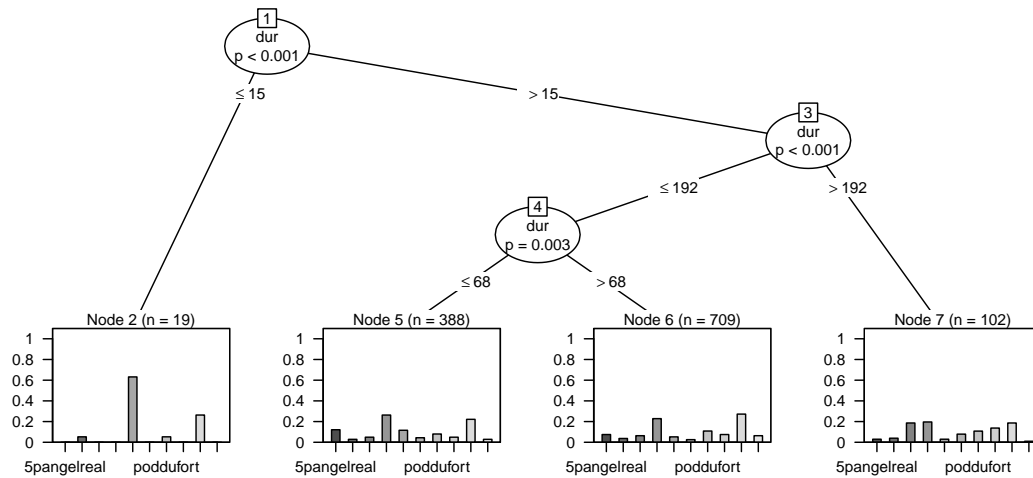 1
dur
p < 0.001
≤ 15
> 15
3
dur
p < 0.001
≤ 192
> 192
4
dur
p = 0.003
≤ 68
> 68
Node 2 (n = 19)
1
0.8
0.6
0.4
0.2
0
5pangelreal poddufort
Node 5 (n = 388)
1
0.8
0.6
0.4
0.2
0
5pangelreal poddufort
Node 6 (n = 709)
1
0.8
0.6
0.4
0.2
0
5pangelreal poddufort
Node 7 (n = 102)
1
0.8
0.6
0.4
0.2
0
5pangelreal poddufort